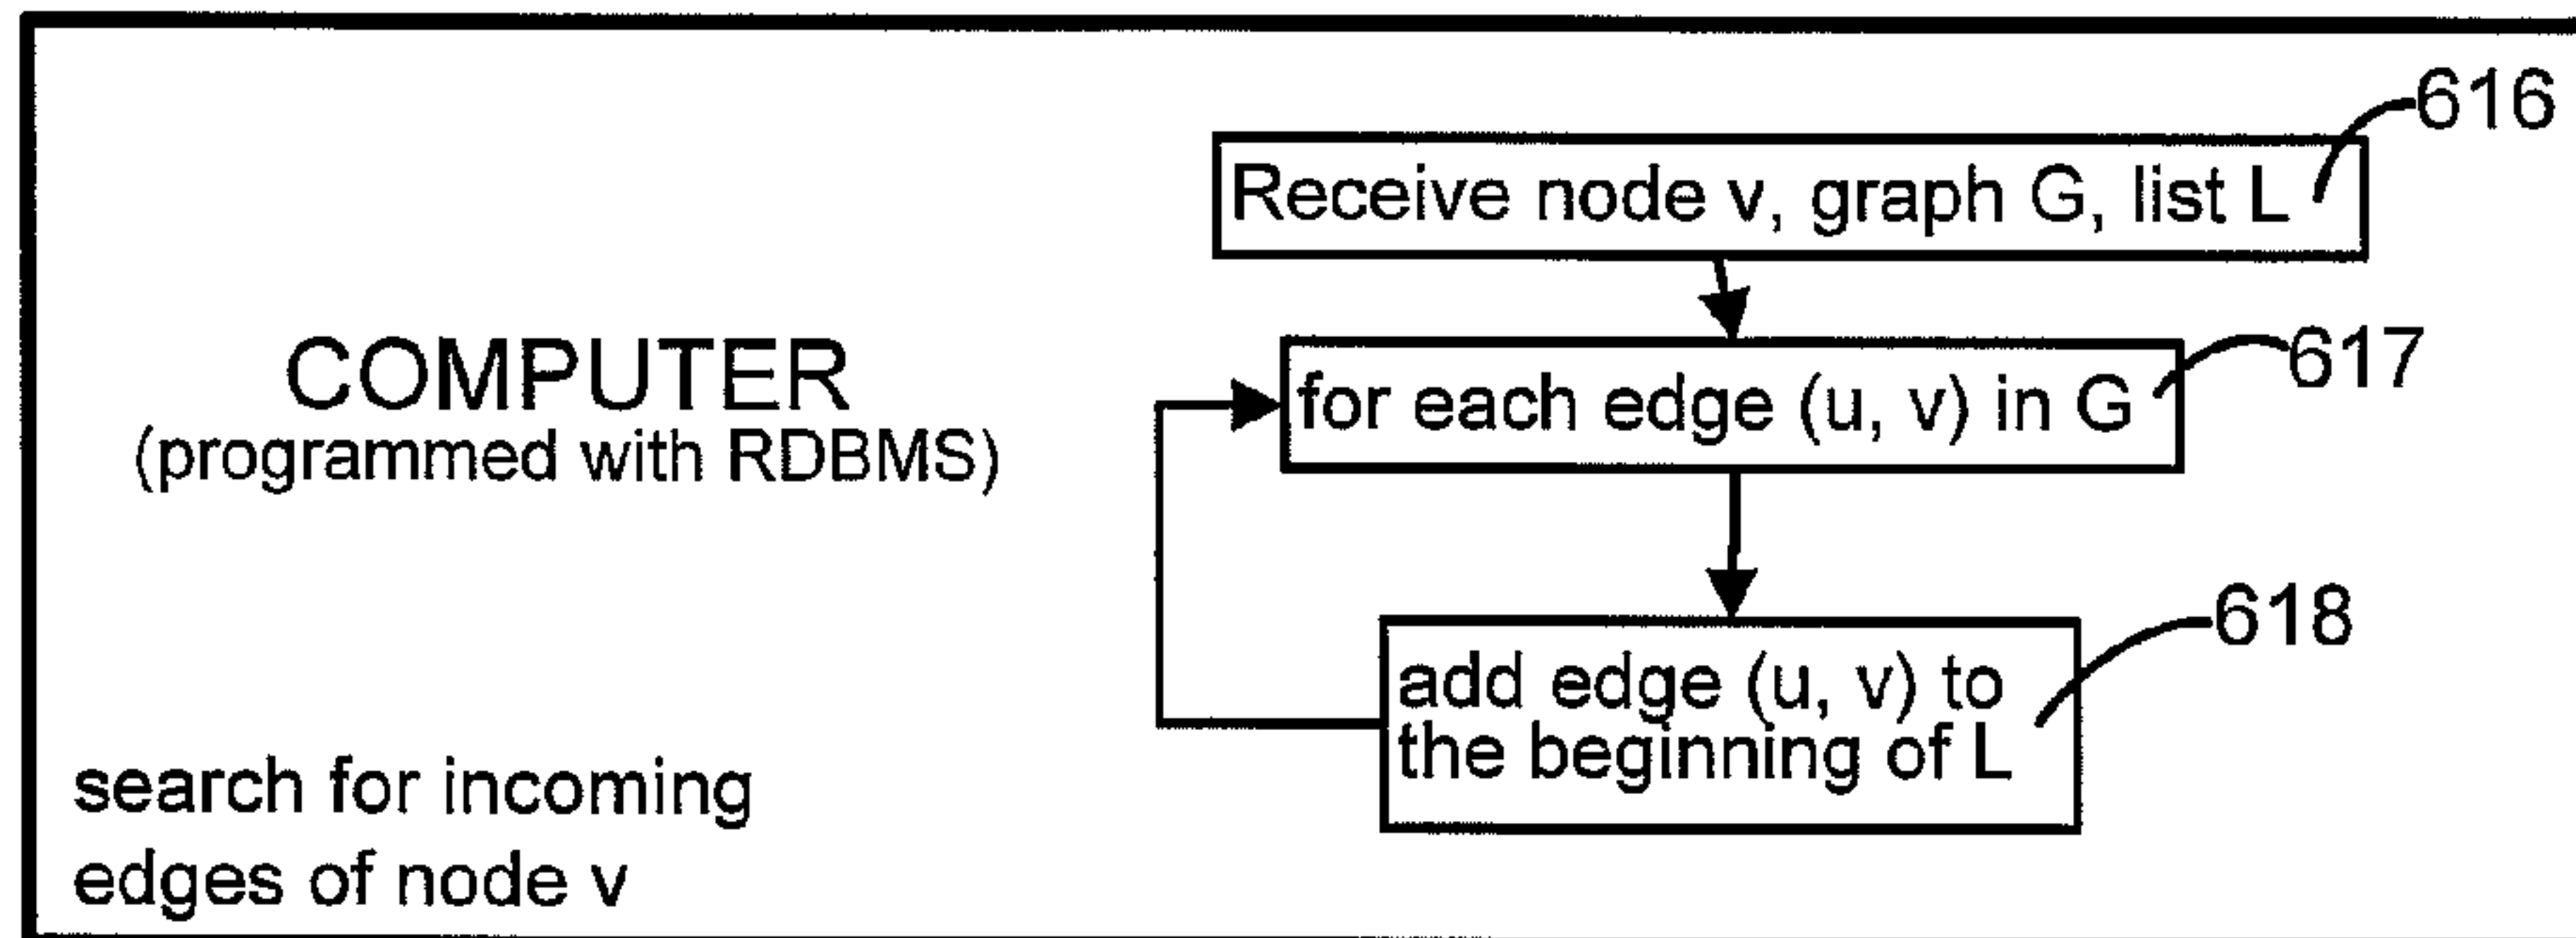 616
Receive node v, graph G, list L
617
for each edge (u, v) in G
COMPUTER
(programmed with RDBMS)
618
add edge (u, v) to
the beginning of L
search for incoming
edges of node v